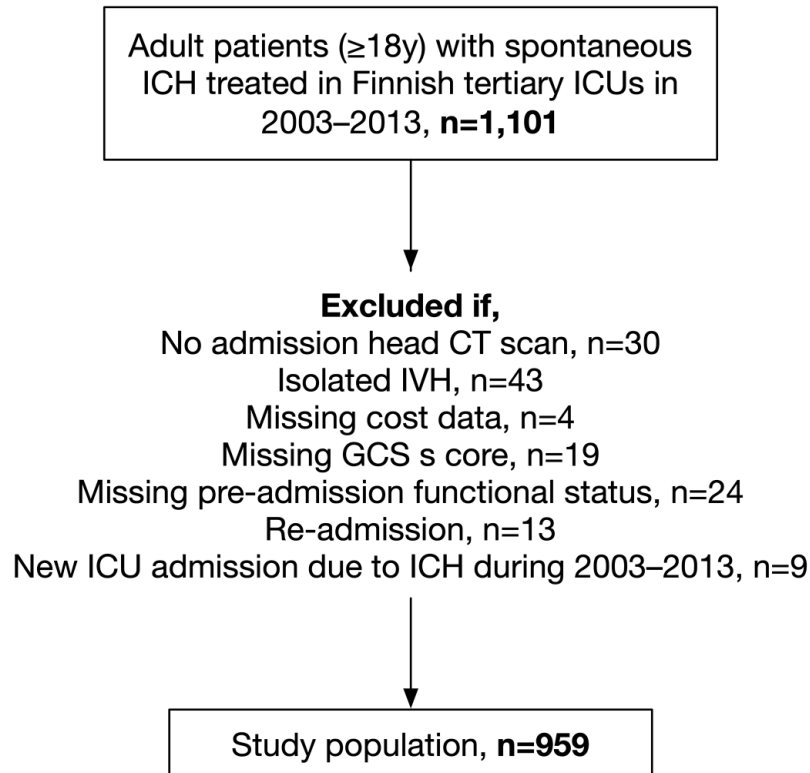 Adult patients (≥18y) with spontaneous
ICH treated in Finnish tertiary ICUs in
2003–2013, n=1,101
Excluded if,
No admission head CT scan, n=30
Isolated IVH, n=43
Missing cost data, n=4
Missing GCS s core, n=19
Missing pre-admission functional status, n=24
Re-admission, n=13
New ICU admission due to ICH during 2003–2013, n=9
Study population, n=959